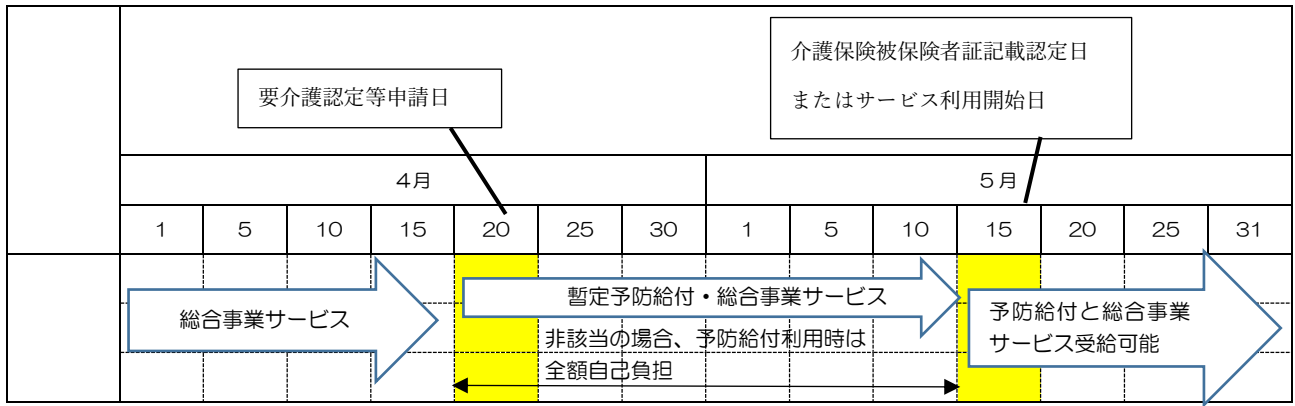 介護保険被保険者証記載認定日
またはサービス利用開始日
要介護認定等申請日
4月 5月
1 5 10 15 20 25 30 1 5 10 15 20 25 31
総合事業サービス
暫定予防給付・総合事業サービス
非該当の場合、予防給付利用時は
全額自己負担
予防給付と総合事業
サービス受給可能